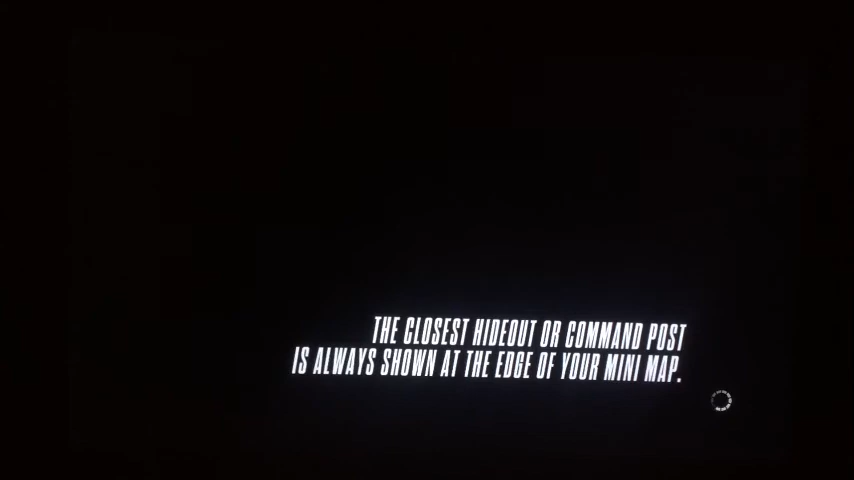 THE CLOSEST HIDEOUT OR COMMAND POST
IS ALWAYS SHOWN AT THE EDGE OF YOUR MINI MAP.